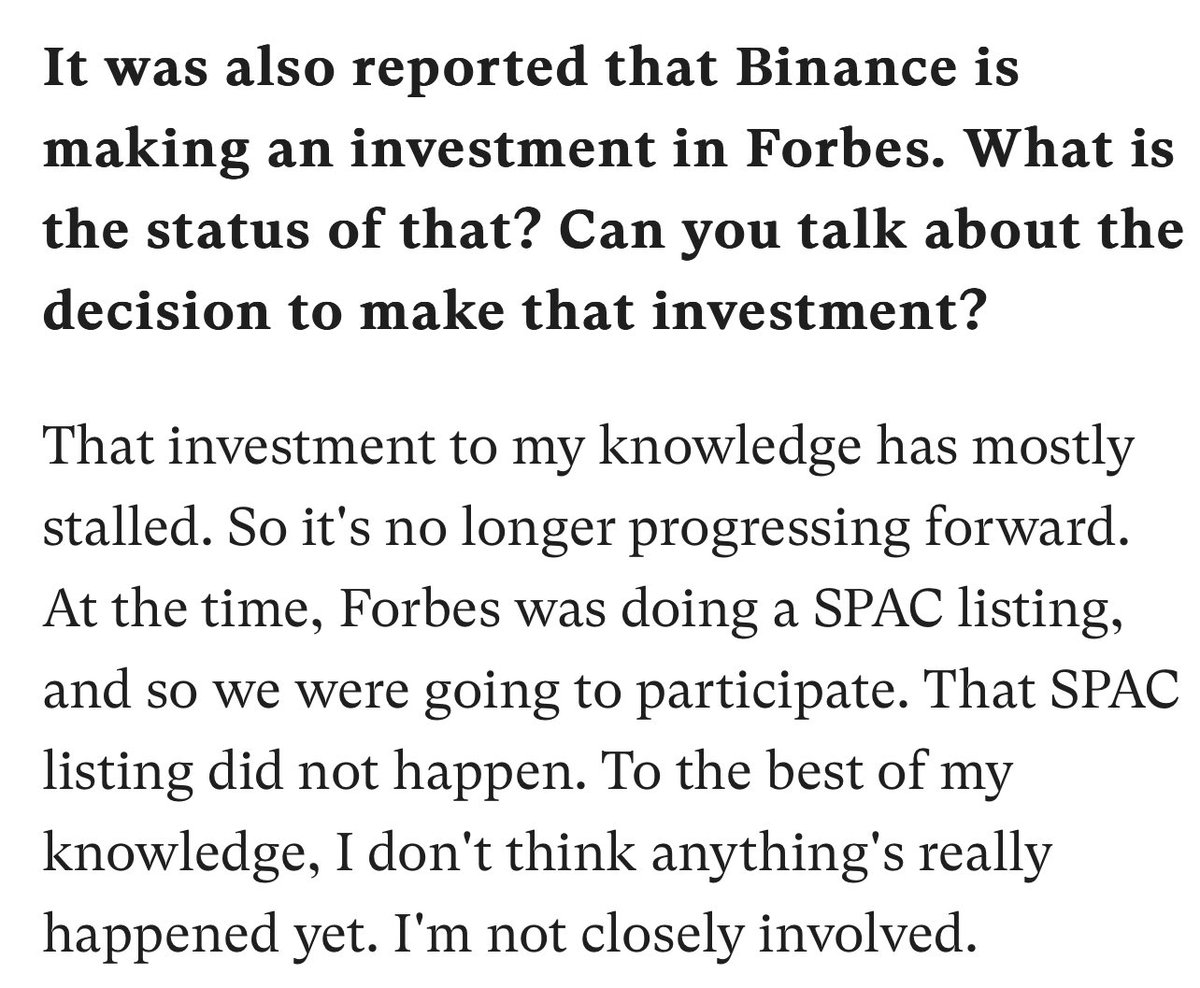 It was also reported that Binance is
making an investment in Forbes. What is
the status of that? Can you talk about the
decision to make that investment?
That investment to my knowledge has mostly
stalled. So it's no longer progressing forward.
At the time, Forbes was doing a SPAC listing,
and so we were going to participate. That SPAC
listing did not happen. To the best of my
knowledge, I don't think anything's really
happened yet. I'm not closely involved.